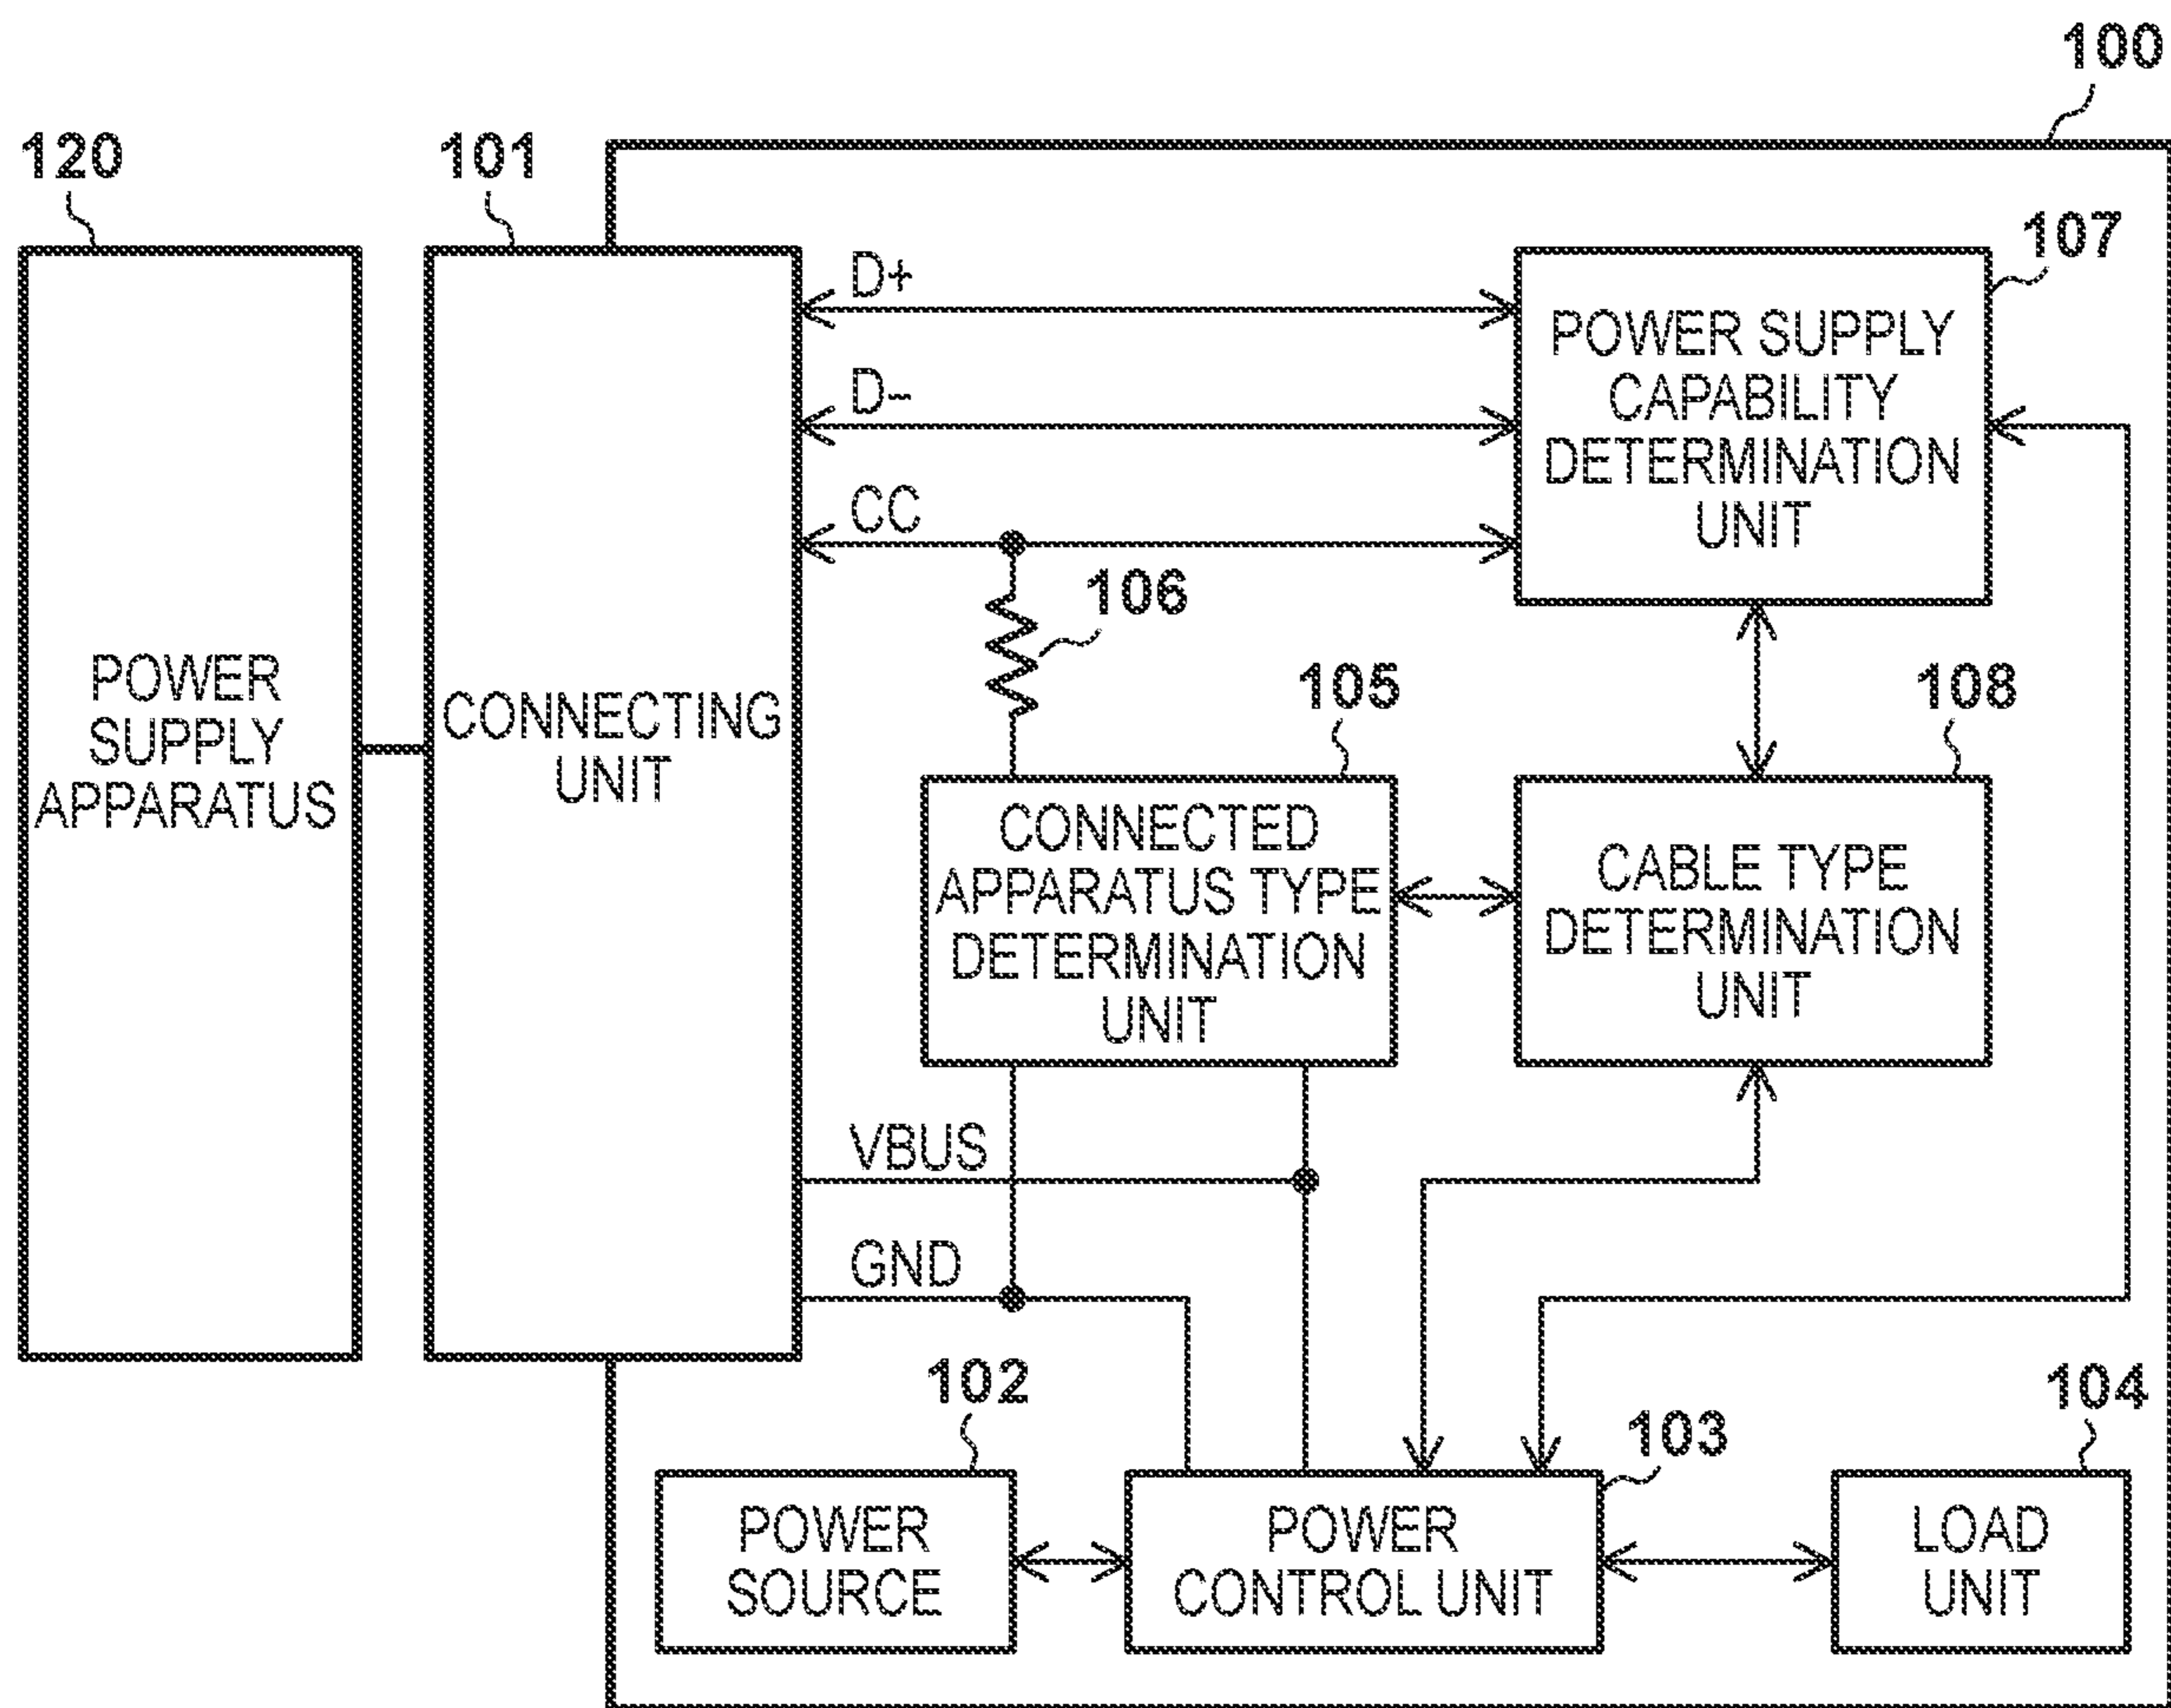 100
120
101
107
D+
POWER SUPPLY
CAPABILITY
DETERMINATION
UNIT
D-
CC
106
POWER
SUPPLY
APPARATUS
CONNECTING
UNIT
105
108
CONNECTED
APPARATUS TYPE
DETERMINATION
UNIT
CABLE TYPE
DETERMINATION
UNIT
VBUS
GND
102
103
104
POWER
SOURCE
POWER
CONTROL UNIT
LOAD
UNIT